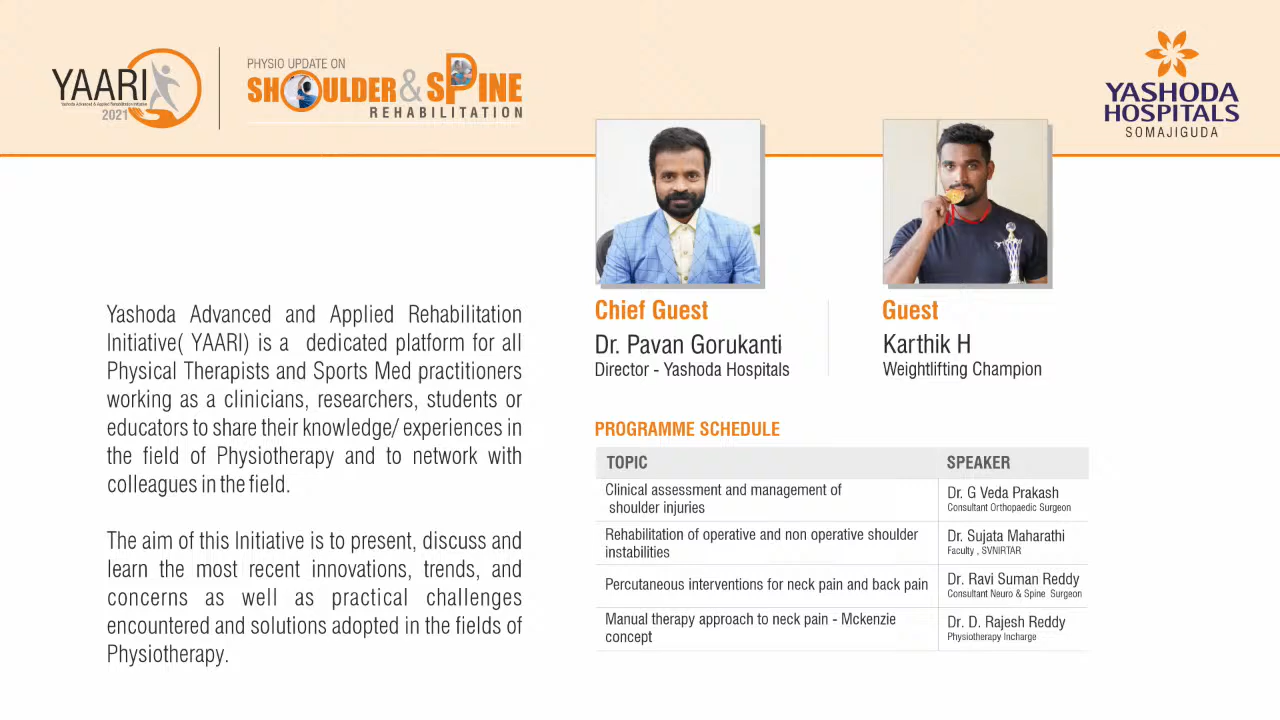 YAARI
Yashoda Advanced & Applied Rehabilitation Initiative
2021
PHYSIO UPDATE ON
SHOULDER & SPINE
REHABILITATION
YASHODA
HOSPITALS
SOMAJIGUDA
Yashoda Advanced and Applied Rehabilitation
Initiative( YAARI) is a dedicated platform for all
Physical Therapists and Sports Med practitioners
working as a clinicians, researchers, students or
educators to share their knowledge/ experiences in
the field of Physiotherapy and to network with
colleagues in the field.
The aim of this Initiative is to present, discuss and
learn the most recent innovations, trends, and
concerns as well as practical challenges
encountered and solutions adopted in the fields of
Physiotherapy.
Chief Guest
Dr. Pavan Gorukanti
Director - Yashoda Hospitals
Guest
Karthik H
Weightlifting Champion
PROGRAMME SCHEDULE
TOPIC SPEAKER
Clinical assessment and management of
shoulder injuries
Dr. G Veda Prakash
Consultant Orthopaedic Surgeon
Rehabilitation of operative and non operative shoulder
instabilities
Dr. Sujata Maharathi
Faculty , SVNIRTAR
Percutaneous interventions for neck pain and back pain
Dr. Ravi Suman Reddy
Consultant Neuro & Spine Surgeon
Manual therapy approach to neck pain - Mckenzie
concept
Dr. D. Rajesh Reddy
Physiotherapy Incharge